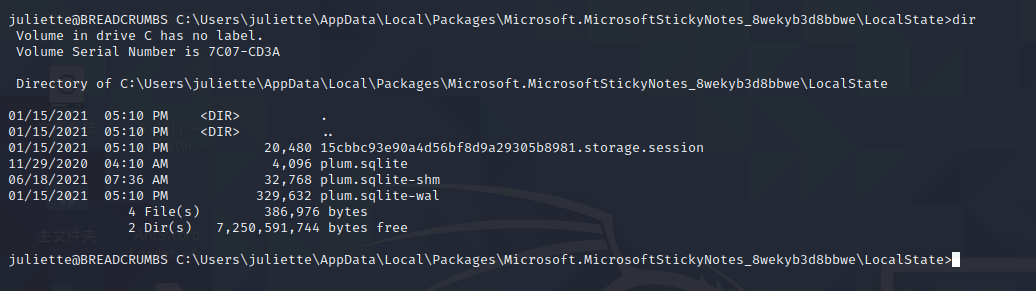 juliette@BREADCRUMBS C:\Users\juliette\AppData\Local\Packages\Microsoft.MicrosoftStickyNotes_8wekyb3d8bbwe\LocalState>dir
 Volume in drive C has no label.
 Volume Serial Number is 7C07-CD3A

 Directory of C:\Users\juliette\AppData\Local\Packages\Microsoft.MicrosoftStickyNotes_8wekyb3d8bbwe\LocalState

01/15/2021  05:10 PM    <DIR>          .
01/15/2021  05:10 PM    <DIR>          ..
01/15/2021  05:10 PM            20,480 15cbbc93e90a4d56bf8d9a29305b8981.storage.session
11/29/2020  04:10 AM             4,096 plum.sqlite
06/18/2021  07:36 AM            32,768 plum.sqlite-shm
01/15/2021  05:10 PM           329,632 plum.sqlite-wal
               4 File(s)        386,976 bytes
               2 Dir(s)   7,250,591,744 bytes free
主文件夹

juliette@BREADCRUMBS C:\Users\juliette\AppData\Local\Packages\Microsoft.MicrosoftStickyNotes_8wekyb3d8bbwe\LocalState>